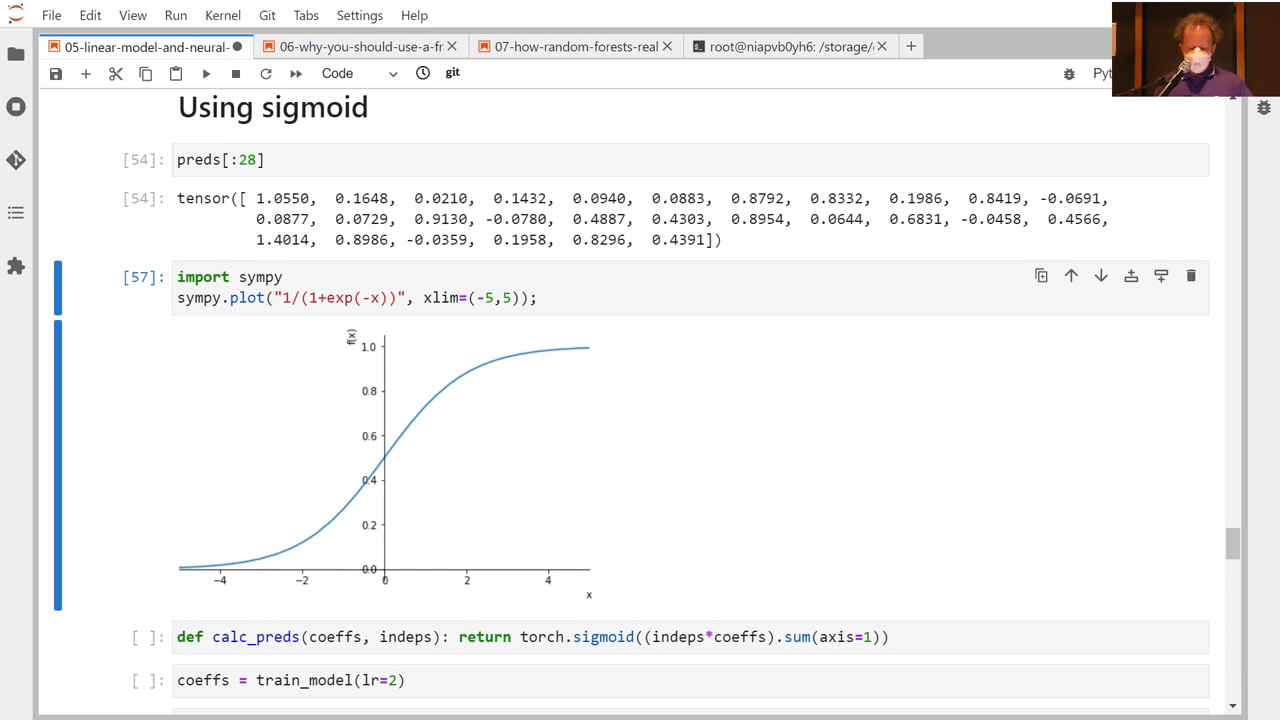 File Edit View Run Kernel Git Tabs Settings Help
05-linear-model-and-neural- 06-why-you-should-use-a-fr 07-how-random-forests-real root@niapvb0yh6: /storage/
Code git Pyt
Using sigmoid
[54]: preds[:28]
[54]: tensor([ 1.0550, 0.1648, 0.0210, 0.1432, 0.0940, 0.0883, 0.8792, 0.8332, 0.1986, 0.8419, -0.0691,
0.0877, 0.0729, 0.9130, -0.0780, 0.4887, 0.4303, 0.8954, 0.0644, 0.6831, -0.0458, 0.4566,
1.4014, 0.8986, -0.0359, 0.1958, 0.8296, 0.4391])
[57]: import sympy
sympy.plot("1/(1+exp(-x))", xlim=(-5,5));
f(x)
1.0
0.8
0.6
0.4
0.2
0.0
−4 −2 0 2 4
x
[ ]: def calc_preds(coeffs, indeps): return torch.sigmoid((indeps*coeffs).sum(axis=1))
[ ]: coeffs = train_model(lr=2)